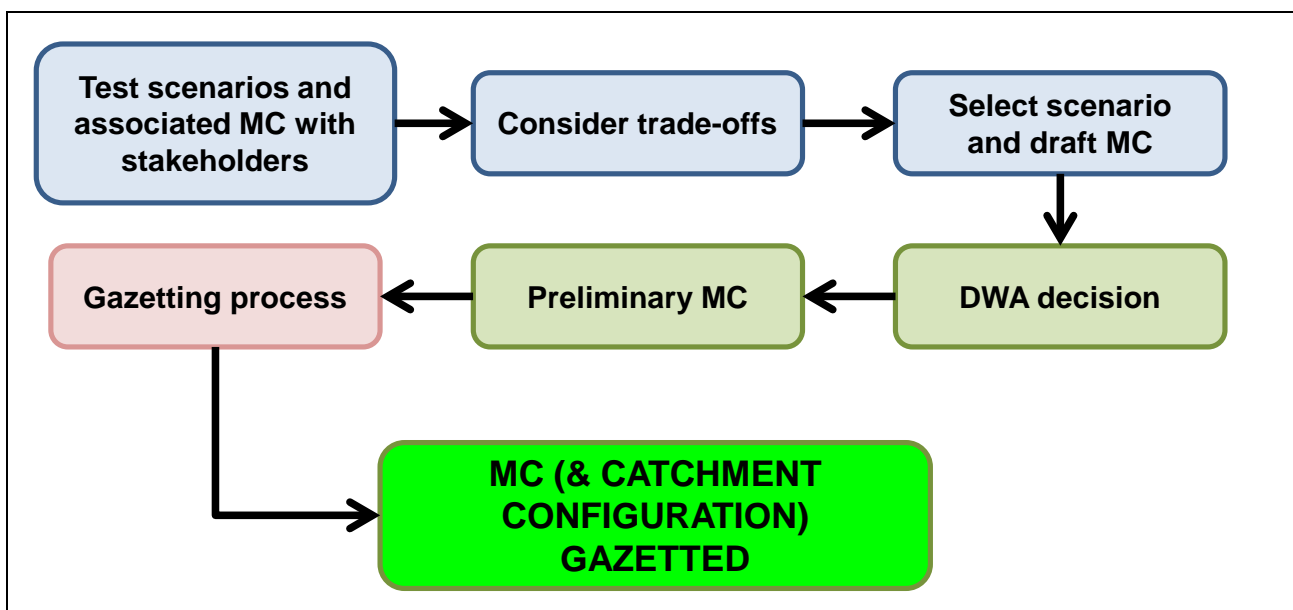 Test scenarios and
associated MC with
stakeholders
Consider trade-offs
Select scenario
and draft MC
DWA decision
Preliminary MC
Gazetting process
MC (& CATCHMENT
CONFIGURATION)
GAZETTED